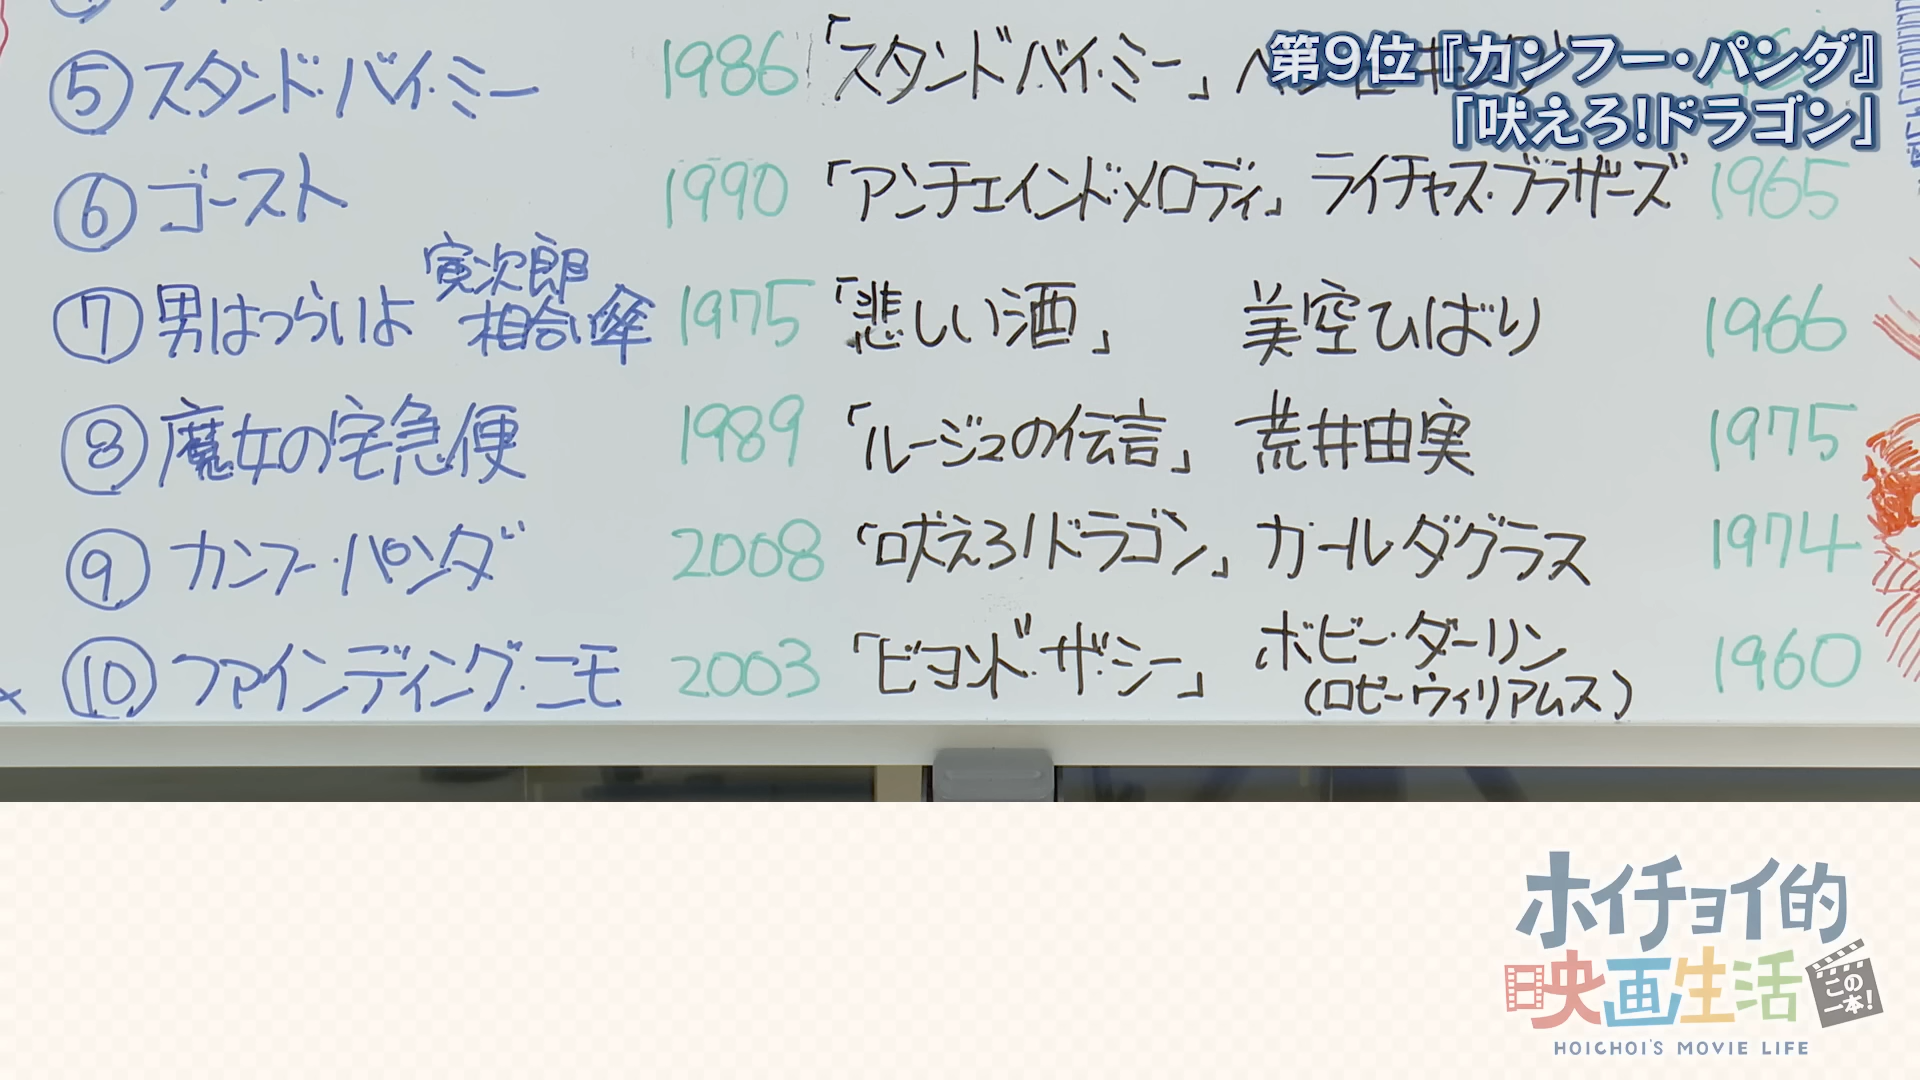 第9位『カンフー・パンダ』
「吠えろ!ドラゴン」
⑤スタンド・バイ・ミー 1986 「スタンド・バイ・ミー」
⑥ゴースト 1990 「アンチェインド・メロディ」 ライチャス・ブラザーズ 1965
⑦男はつらいよ 寅次郎 相合い傘 1975 「悲しい酒」 美空ひばり 1966
⑧魔女の宅急便 1989 「ルージュの伝言」 荒井由実 1975
⑨カンフー・パンダ 2008 「吠えろ!ドラゴン」 カール・ダグラス 1974
⑩ファインディング・ニモ 2003 「ビヨンド・ザ・シー」 ボビー・ダーリン 1960
(ロビー・ウィリアムス)
ホイチョイ的
映画生活
この
一本!
HOICHOI'S MOVIE LIFE